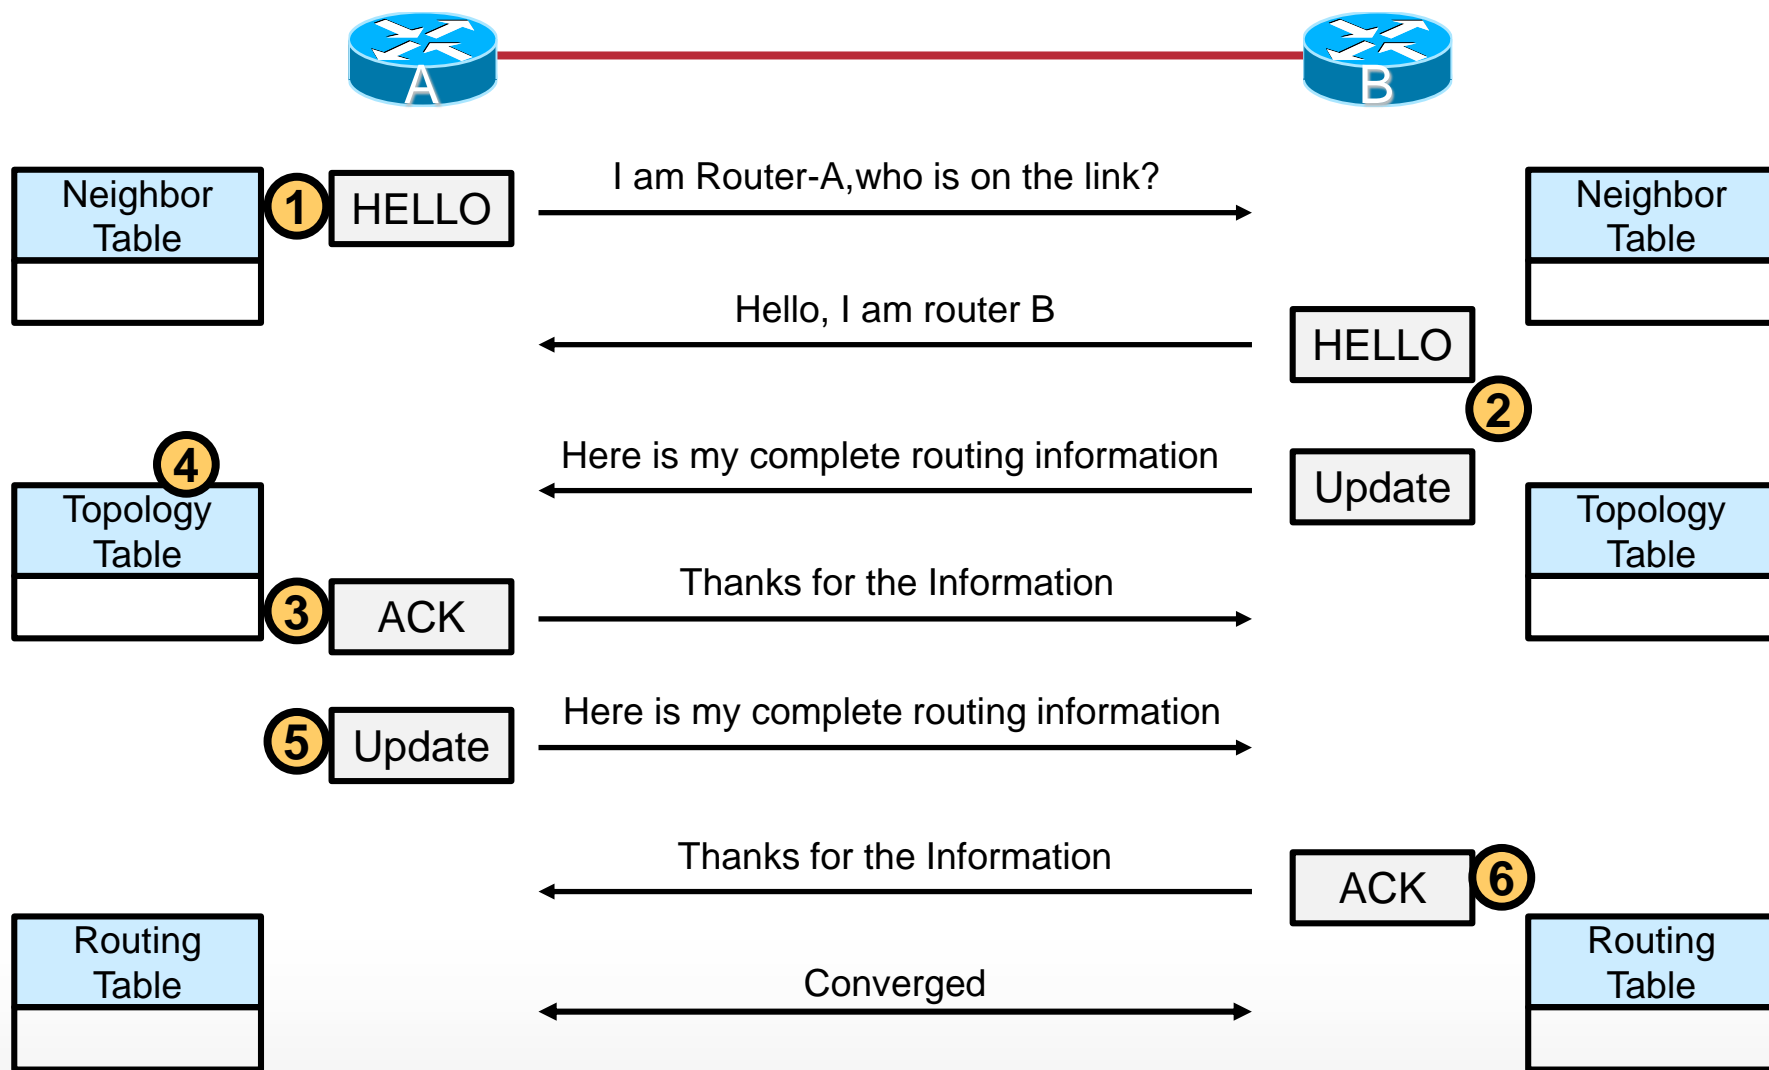 A
B
Neighbor
Table
1
HELLO
I am Router-A,who is on the link?
Neighbor
Table
Hello, I am router B
HELLO
2
4
Here is my complete routing information
Update
Topology
Table
Topology
Table
3
ACK
Thanks for the Information
5
Update
Here is my complete routing information
Thanks for the Information
ACK
6
Routing
Table
Converged
Routing
Table